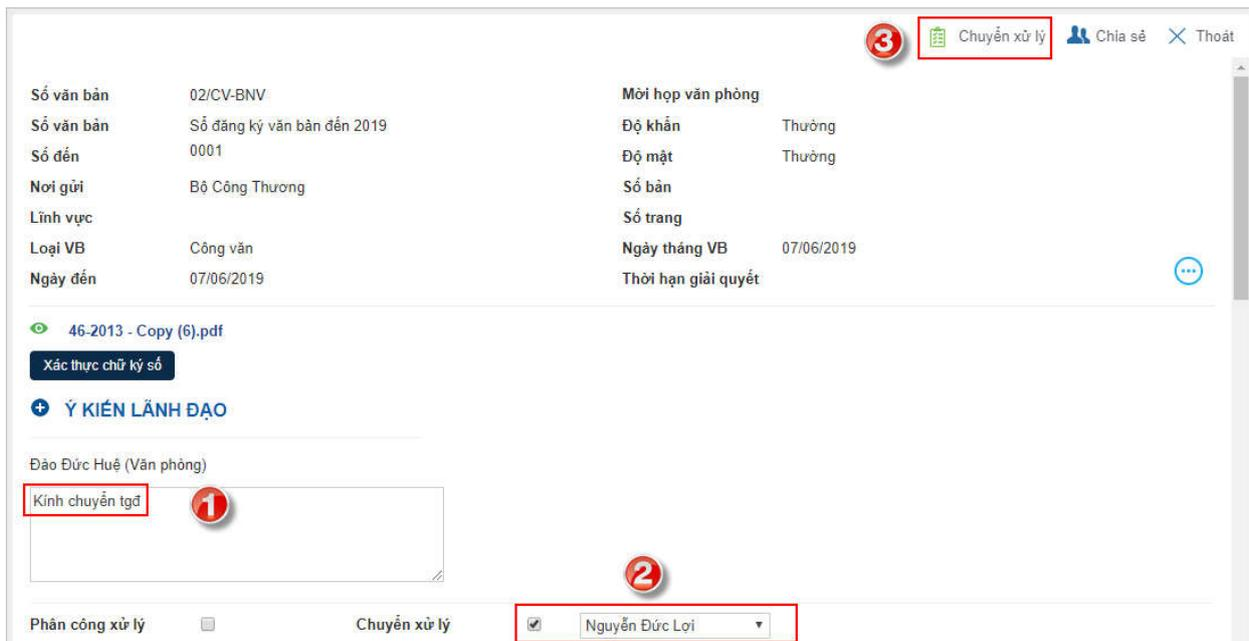 3 Chuyển xử lý Chia sẻ Thoát
Số văn bản 02/CV-BNV Mời họp văn phòng
Số văn bản Sổ đăng ký văn bản đến 2019 Độ khẩn Thường
Số đến 0001 Độ mật Thường
Nơi gửi Bộ Công Thương Số bản
Lĩnh vực Số trang
Loại VB Công văn Ngày tháng VB 07/06/2019
Ngày đến 07/06/2019 Thời hạn giải quyết
46-2013 - Copy (6).pdf
Xác thực chữ ký số
Ý KIẾN LÃNH ĐẠO
Đào Đức Huệ (Văn phòng)
Kính chuyển tgđ 1
2
Phân công xử lý Chuyển xử lý Nguyễn Đức Lợi